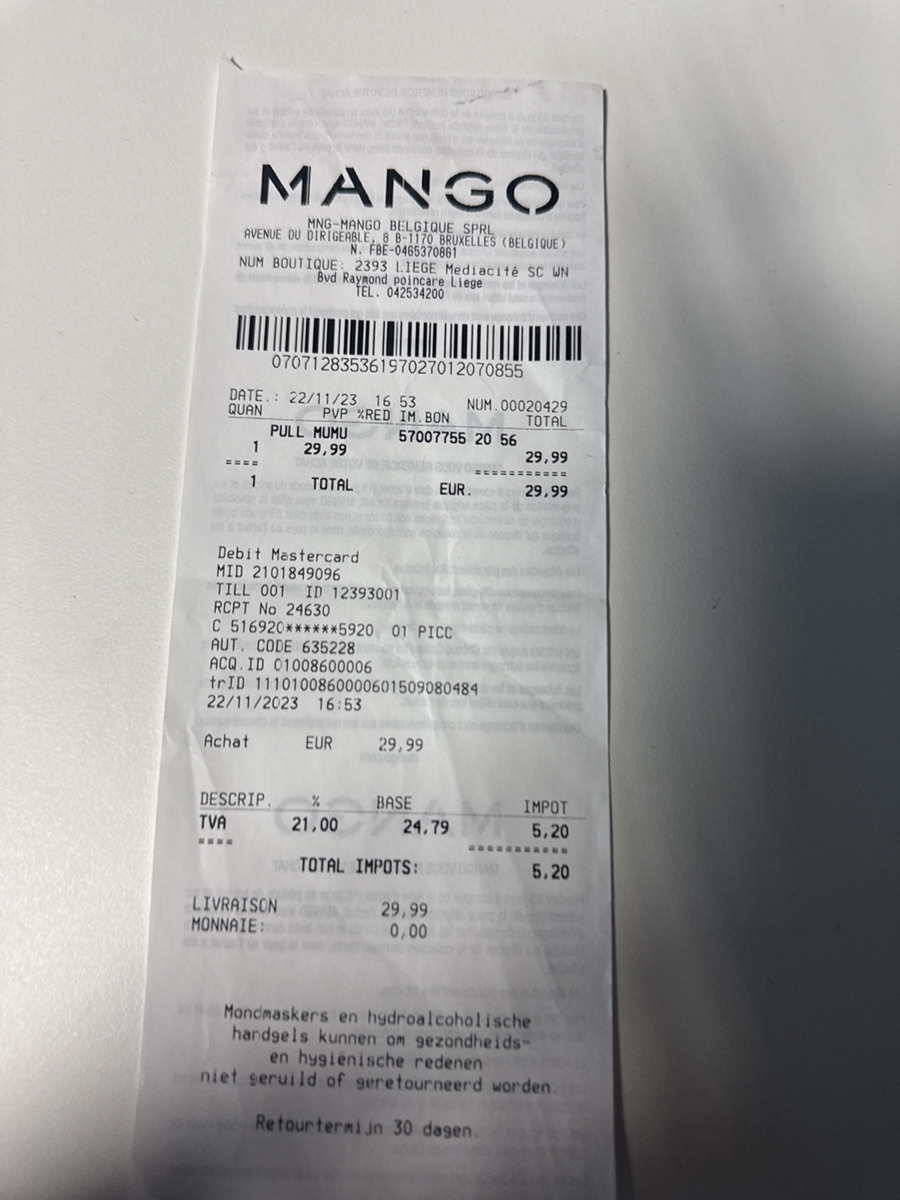 MANGO
MNG-MANGO BELGIQUE SPRL
AVENUE DU DIRIGEABLE, 8 B-1170 BRUXELLES (BELGIQUE)
N. FBE-0465370861
NUM BOUTIQUE: 2393 LIEGE Mediacité SC WN
Bvd Raymond poincare Liege
TEL. 042534200
07071283536197027012070855
DATE.: 22/11/23 16 53 NUM.00020429
QUAN PVP %RED IM.BON TOTAL
PULL MUMU 57007755 20 56
1 29,99 29,99
==== ===========
1 TOTAL EUR. 29,99
Debit Mastercard
MID 2101849096
TILL 001 ID 12393001
RCPT No 24630
C 516920******5920 01 PICC
AUT. CODE 635228
ACQ.ID 01008600006
trID 1110100860000601509080484
22/11/2023 16:53
Achat EUR 29,99
DESCRIP. % BASE IMPOT
TVA 21,00 24,79 5,20
==== ===========
TOTAL IMPOTS: 5,20
LIVRAISON 29,99
MONNAIE: 0,00
Mondmaskers en hydroalcoholische
hardgels kunnen om gezondheids-
en hygiënische redenen
niet geruild of geretourneerd worden.
Retourtermijn 30 dagen.